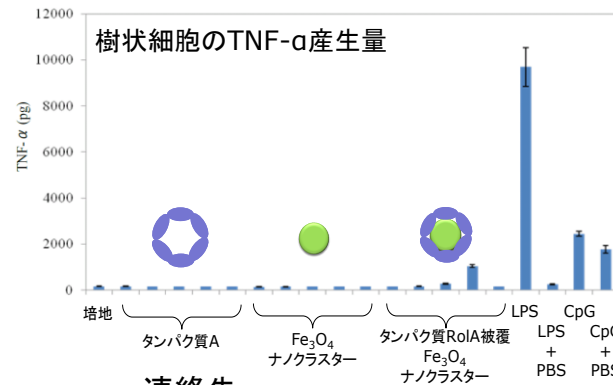 樹状細胞のTNF-α産生量
TNF-α (pg)
12000
10000
8000
6000
4000
2000
0
培地
タンパク質A
Fe3O4
ナノクラスター
タンパク質RolA被覆
Fe3O4
ナノクラスター
LPS
LPS
+
PBS
CpG
CpG
+
PBS